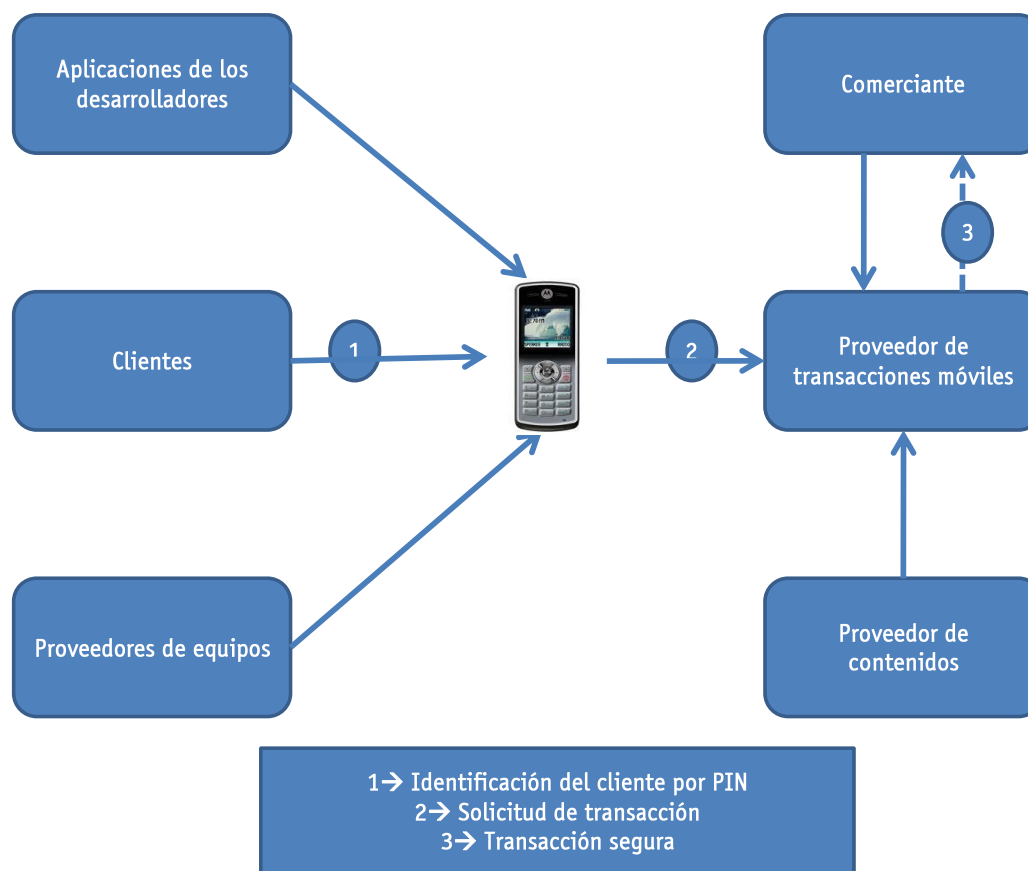 Aplicaciones de los
desarrolladores
Comerciante
3
Clientes
1
2
Proveedor de
transacciones móviles
Proveedores de equipos
Proveedor de
contenidos
1→ Identificación del cliente por PIN
2→ Solicitud de transacción
3→ Transacción segura